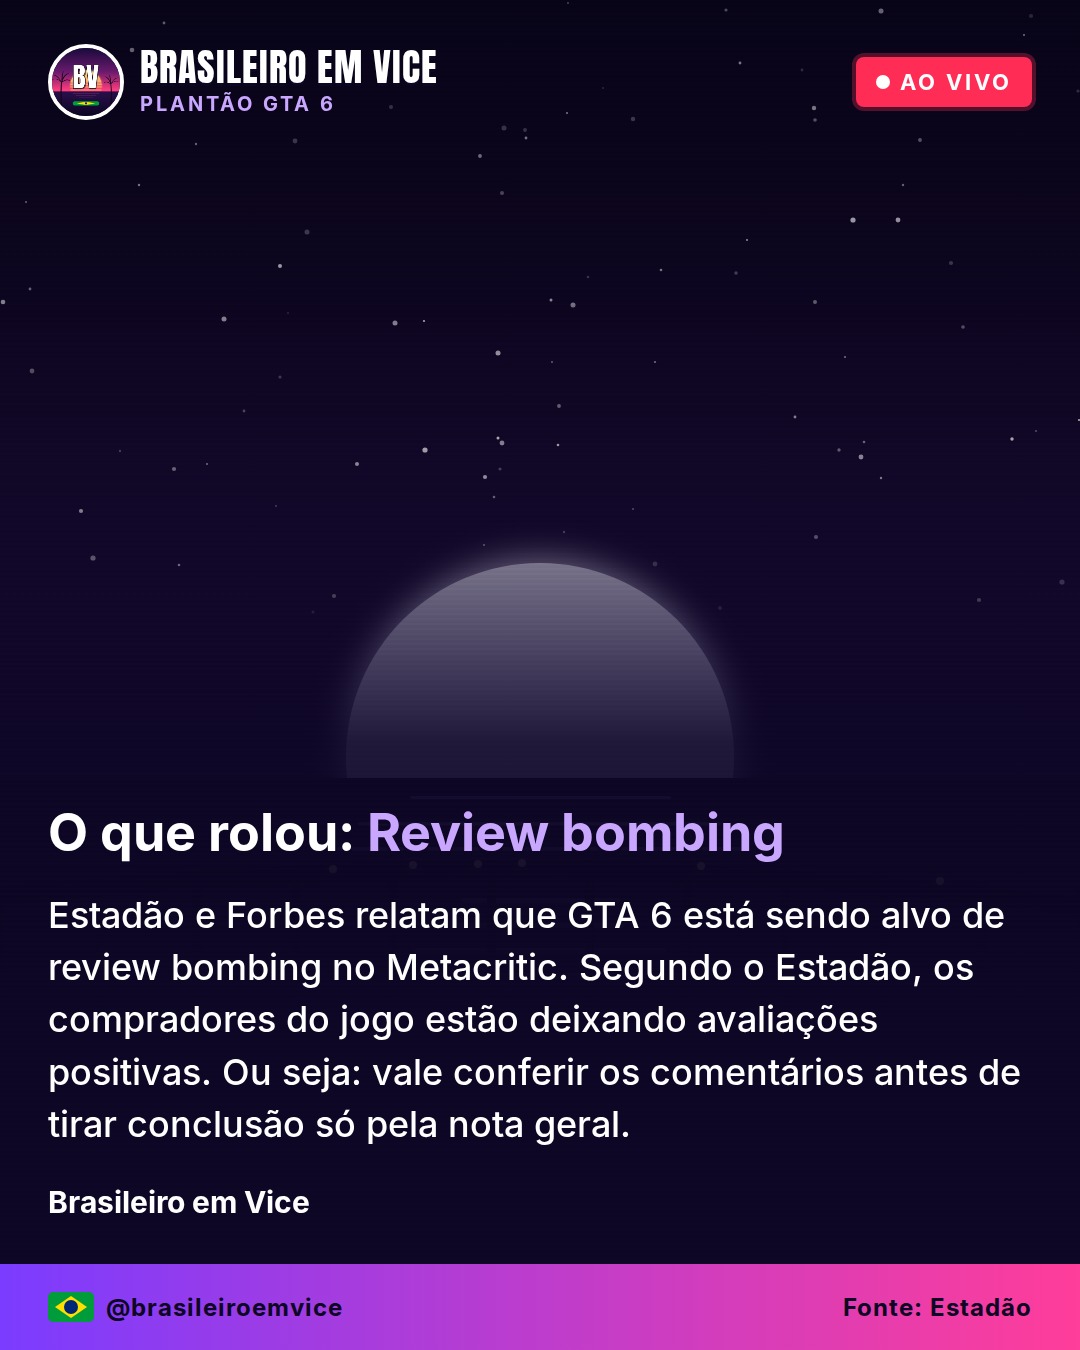 BV
BRASILEIRO EM VICE
PLANTÃO GTA 6
AO VIVO
O que rolou: Review bombing
Estadão e Forbes relatam que GTA 6 está sendo alvo de
review bombing no Metacritic. Segundo o Estadão, os
compradores do jogo estão deixando avaliações
positivas. Ou seja: vale conferir os comentários antes de
tirar conclusão só pela nota geral.
Brasileiro em Vice
@brasileiroemvice
Fonte: Estadão